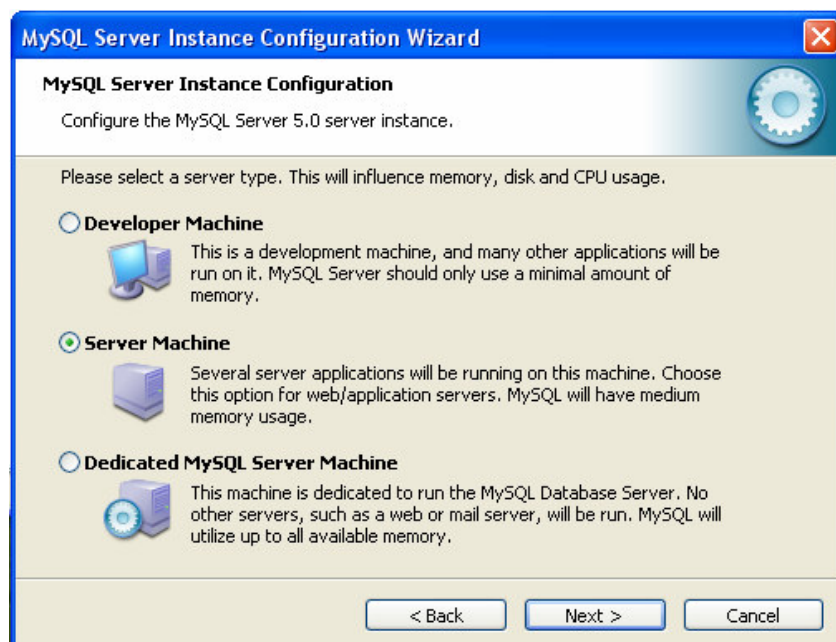 MySQL Server Instance Configuration Wizard
MySQL Server Instance Configuration
Configure the MySQL Server 5.0 server instance.
Please select a server type. This will influence memory, disk and CPU usage.
Developer Machine
This is a development machine, and many other applications will be
run on it. MySQL Server should only use a minimal amount of
memory.
Server Machine
Several server applications will be running on this machine. Choose
this option for web/application servers. MySQL will have medium
memory usage.
Dedicated MySQL Server Machine
This machine is dedicated to run the MySQL Database Server. No
other servers, such as a web or mail server, will be run. MySQL will
utilize up to all available memory.
< Back Next > Cancel